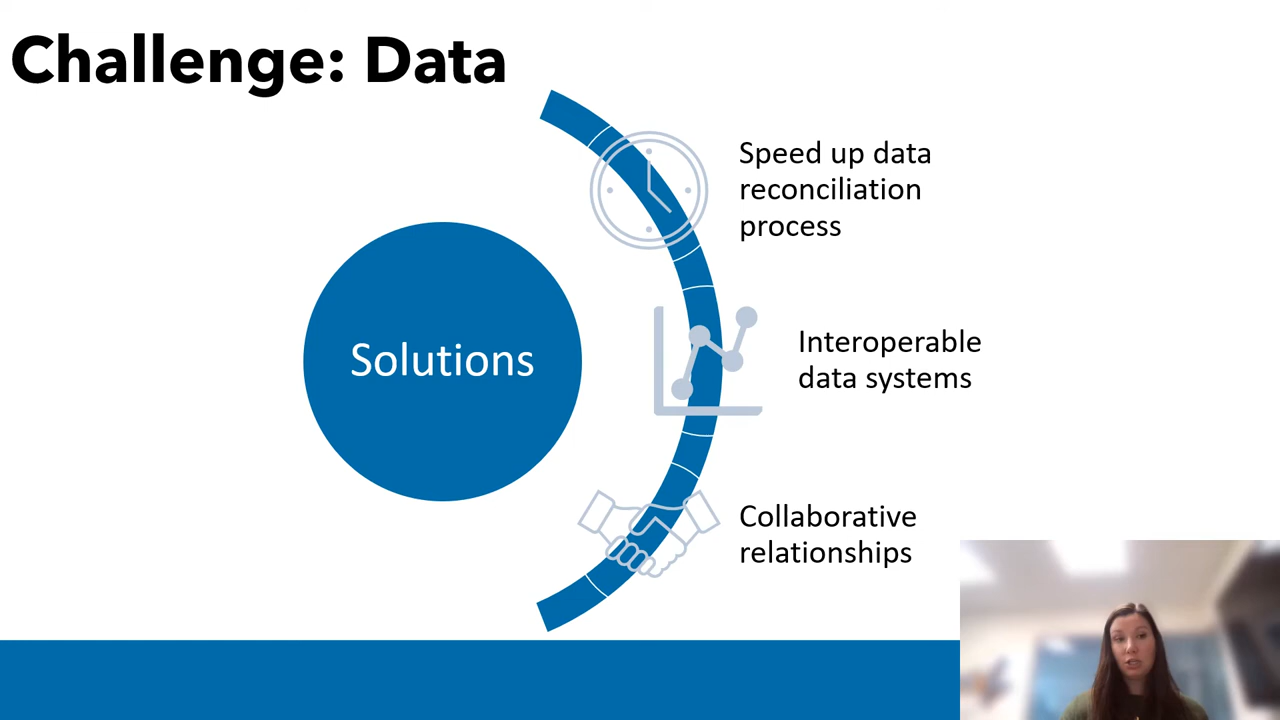 Challenge: Data
Solutions
Speed up data
reconciliation
process
Interoperable
data systems
Collaborative
relationships